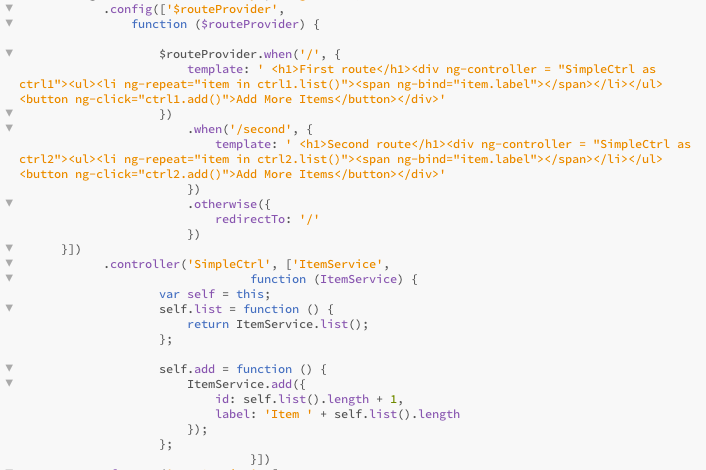 .config(['$routeProvider',
function ($routeProvider) {
$routeProvider.when('/', {
template: ' <h1>First route</h1><div ng-controller = "SimpleCtrl as
ctrl1"><ul><li ng-repeat="item in ctrl1.list()"><span ng-bind="item.label"></span></li></ul>
<button ng-click="ctrl1.add()">Add More Items</button></div>'
})
.when('/second', {
template: ' <h1>Second route</h1><div ng-controller = "SimpleCtrl as
ctrl2"><ul><li ng-repeat="item in ctrl2.list()"><span ng-bind="item.label"></span></li></ul>
<button ng-click="ctrl2.add()">Add More Items</button></div>'
})
.otherwise({
redirectTo: '/'
})
}])
.controller('SimpleCtrl', ['ItemService',
function (ItemService) {
var self = this;
self.list = function () {
return ItemService.list();
};
self.add = function () {
ItemService.add({
id: self.list().length + 1,
label: 'Item ' + self.list().length
});
};
}])